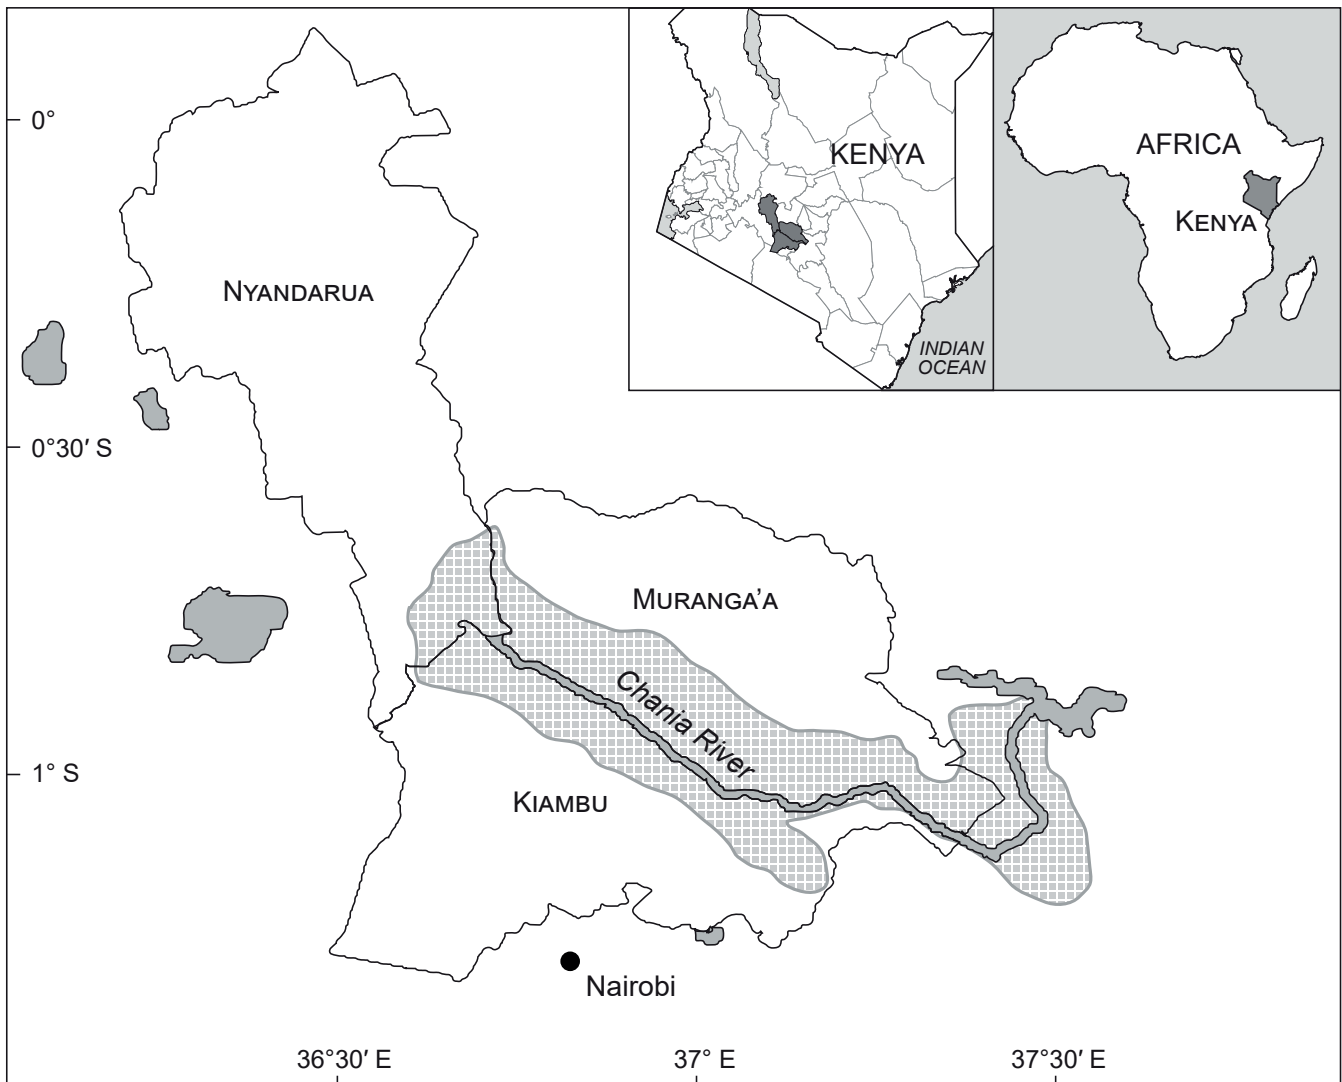 0°
KENYA
AFRICA
KENYA
NYANDARUA
INDIAN
OCEAN
0°30′ S
MURANGA’A
Chania River
1° S
KIAMBU
Nairobi
36°30′ E
37° E
37°30′ E